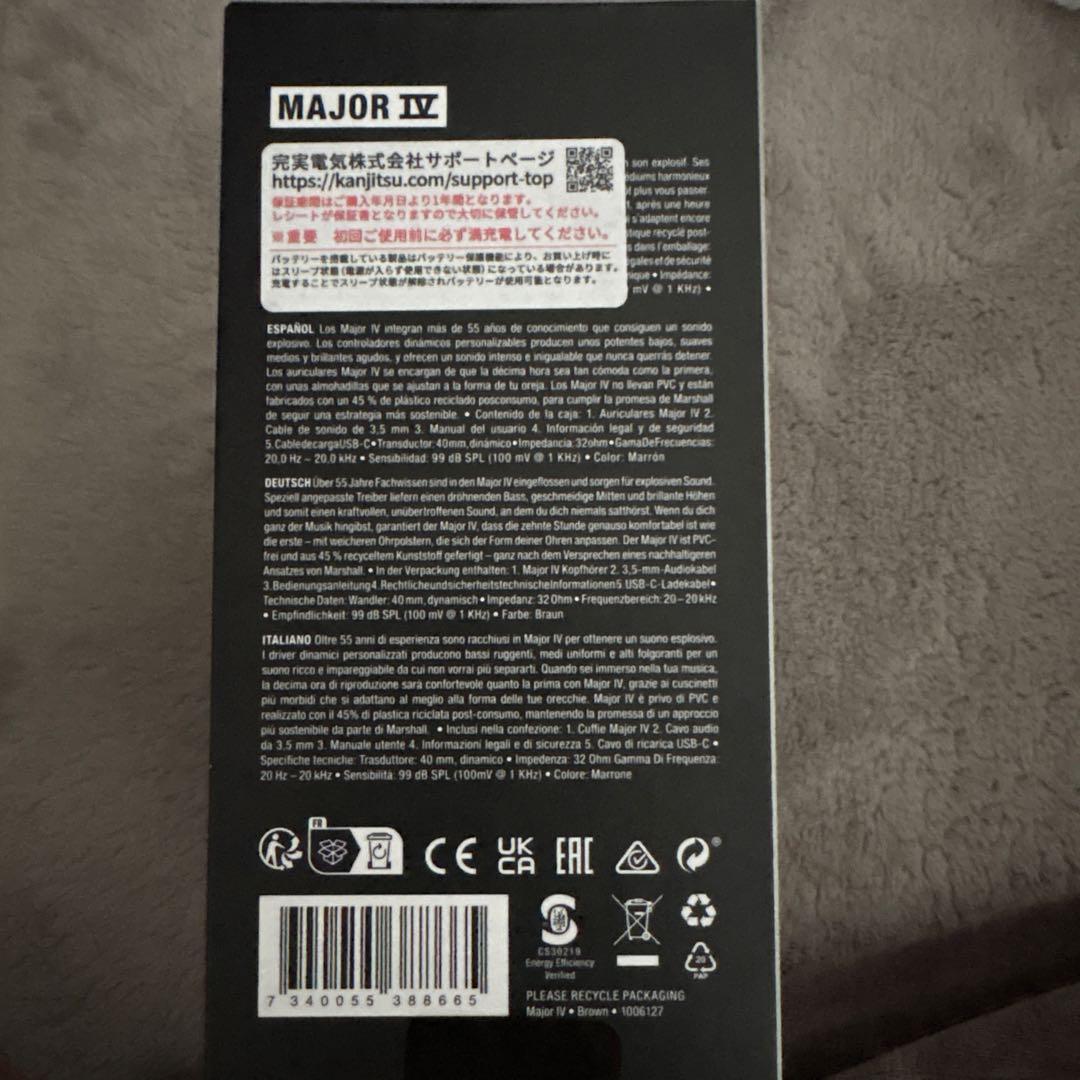 MAJOR IV
完実電気株式会社サポートページ
https://kanjitsu.com/support-top
保証期間はご購入年月日より1年間となります。
レシートが保証書となりますので大切に保管してください。
※重要 初回ご使用前に必ず満充電してください。
バッテリーを搭載している製品はバッテリー保護機能により、お買い上げ時に
はスリープ状態(電源が入らず使用できない状態)になっている場合があります。
充電することでスリープ状態が解除されバッテリーが使用可能となります。
son explosif. Ses
médiums harmonieux
plus vous passer.
après une heure
s'adaptent encore
recyclé post-
dans l'emballage:
légales et de sécurité
• Impédance:
mV @ 1 KHz) •
ESPAÑOL Los Major IV integran más de 55 años de conocimiento que consiguen un sonido
explosivo. Los controladores dinámicos personalizables producen unos potentes bajos, suaves
medios y brillantes agudos, y ofrecen un sonido intenso e inigualable que nunca querrás detener.
Los auriculares Major IV se encargan de que la décima hora sea tan cómoda como la primera,
con unas almohadillas que se ajustan a la forma de tu oreja. Los Major IV no llevan PVC y están
fabricados con un 45 % de plástico reciclado posconsumo, para cumplir la promesa de Marshall
de seguir una estrategia más sostenible. • Contenido de la caja: 1. Auriculares Major IV 2.
Cable de sonido de 3,5 mm 3. Manual del usuario 4. Información legal y de seguridad
5.CabledecargaUSB-C•Transductor: 40mm,dinámico•Impedancia: 32ohm•GamaDeFrecuencias:
20,0 Hz – 20,0 kHz • Sensibilidad: 99 dB SPL (100 mV @ 1 KHz) • Color: Marrón
DEUTSCH Über 55 Jahre Fachwissen sind in den Major IV eingeflossen und sorgen für explosiven Sound.
Speziell angepasste Treiber liefern einen dröhnenden Bass, geschmeidige Mitten und brillante Höhen
und somit einen kraftvollen, unübertroffenen Sound, an dem du dich niemals satthörst. Wenn du dich
ganz der Musik hingibst, garantiert der Major IV, dass die zehnte Stunde genauso komfortabel ist wie
die erste – mit weicheren Ohrpolstern, die sich der Form deiner Ohren anpassen. Der Major IV ist PVC-
frei und aus 45 % recyceltem Kunststoff gefertigt – ganz nach dem Versprechen eines nachhaltigeren
Ansatzes von Marshall. • In der Verpackung enthalten: 1. Major IV Kopfhörer 2. 3,5-mm-Audiokabel
3.Bedienungsanleitung4.RechtlicheundsicherheitstechnischeInformationen5.USB-C-Ladekabel•
Technische Daten: Wandler: 40 mm, dynamisch • Impedanz: 32 Ohm • Frequenzbereich: 20 – 20 kHz
• Empfindlichkeit: 99 dB SPL (100 mV @ 1 KHz) • Farbe: Braun
ITALIANO Oltre 55 anni di esperienza sono racchiusi in Major IV per ottenere un suono esplosivo.
I driver dinamici personalizzati producono bassi ruggenti, medi uniformi e alti folgoranti per un
suono ricco e impareggiabile da cui non vorrai più separarti. Quando sei immerso nella tua musica,
la decima ora di riproduzione sarà confortevole quanto la prima con Major IV, grazie ai cuscinetti
più morbidi che si adattano al meglio alla forma delle tue orecchie. Major IV è privo di PVC e
realizzato con il 45% di plastica riciclata post-consumo, mantenendo la promessa di un approccio
più sostenibile da parte di Marshall. • Inclusi nella confezione: 1. Cuffie Major IV 2. Cavo audio
da 3,5 mm 3. Manuale utente 4. Informazioni legali e di sicurezza 5. Cavo di ricarica USB-C •
Specifiche tecniche: Trasduttore: 40 mm, dinamico • Impedenza: 32 Ohm Gamma Di Frequenza:
20 Hz – 20 kHz • Sensibilità: 99 dB SPL (100mV @ 1 KHz) • Colore: Marrone
FR
CE
UK
CA
EAC
®
CS30219
Energy Efficiency
Verified
20
PAP
7 340055 388665
PLEASE RECYCLE PACKAGING
Major IV • Brown • 1006127